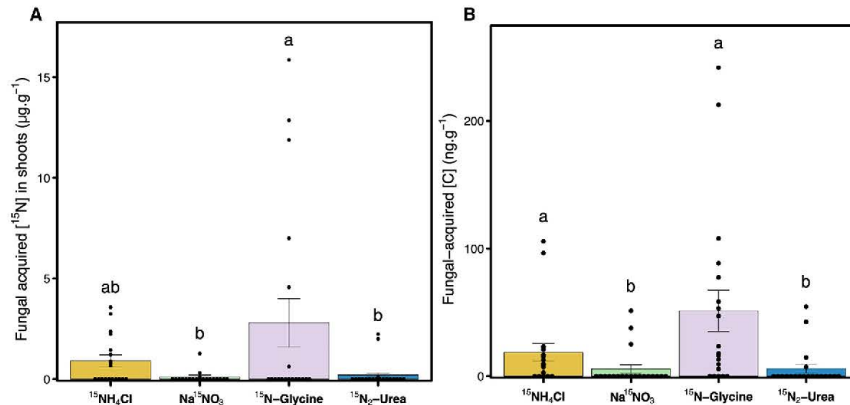 A
Fungal acquired [¹⁵N] in shoots (µg.g⁻¹)
15
10
5
0
ab
b
a
b
¹⁵NH₄Cl
Na¹⁵NO₃
¹⁵N–Glycine
¹⁵N₂–Urea
B
Fungal–acquired [C] (ng.g⁻¹)
200
100
0
a
b
a
b
¹⁵NH₄Cl
Na¹⁵NO₃
¹⁵N–Glycine
¹⁵N₂–Urea